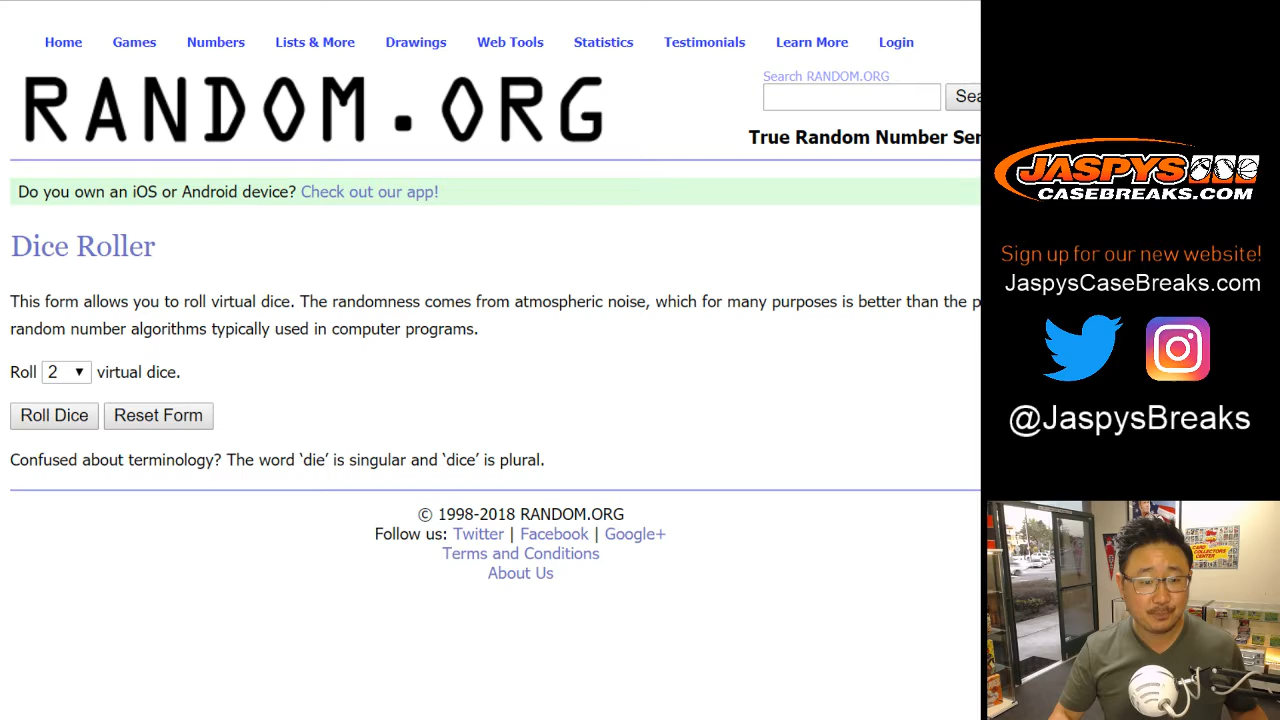 Home Games Numbers Lists & More Drawings Web Tools Statistics Testimonials Learn More Login
RANDOM.ORG
Search RANDOM.ORG
Sea
True Random Number Ser
Do you own an iOS or Android device? Check out our app!
Dice Roller
This form allows you to roll virtual dice. The randomness comes from atmospheric noise, which for many purposes is better than the p
random number algorithms typically used in computer programs.
Roll 2 virtual dice.
Roll Dice Reset Form
Confused about terminology? The word ‘die’ is singular and ‘dice’ is plural.
© 1998-2018 RANDOM.ORG
Follow us: Twitter | Facebook | Google+
Terms and Conditions
About Us
JASPYS
CASEBREAKS.COM
Sign up for our new website!
JaspysCaseBreaks.com
@JaspysBreaks
CARD
COLLECTORS
CENTER